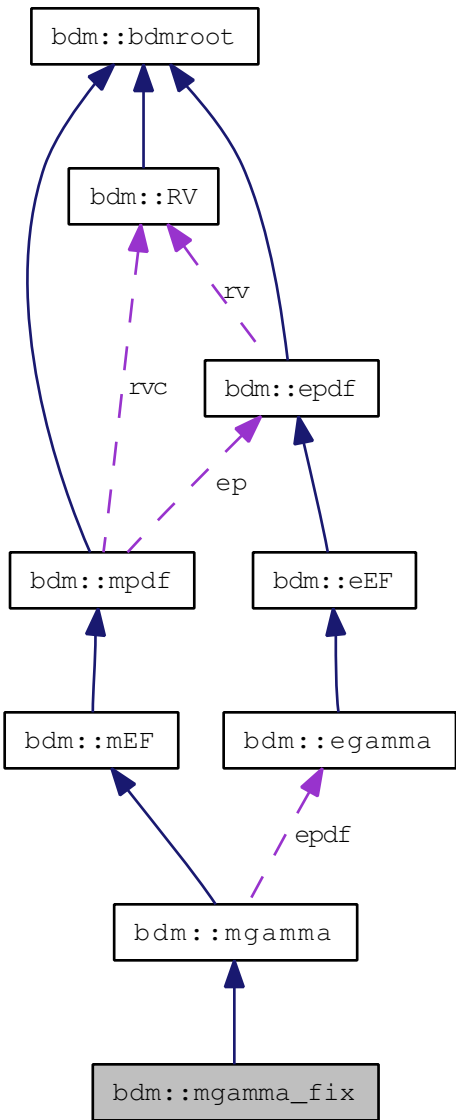 bdm::bdmroot
bdm::RV
rv
bdm::epdf
rvc
ep
bdm::mpdf
bdm::eEF
bdm::mEF
bdm::egamma
epdf
bdm::mgamma
bdm::mgamma_fix